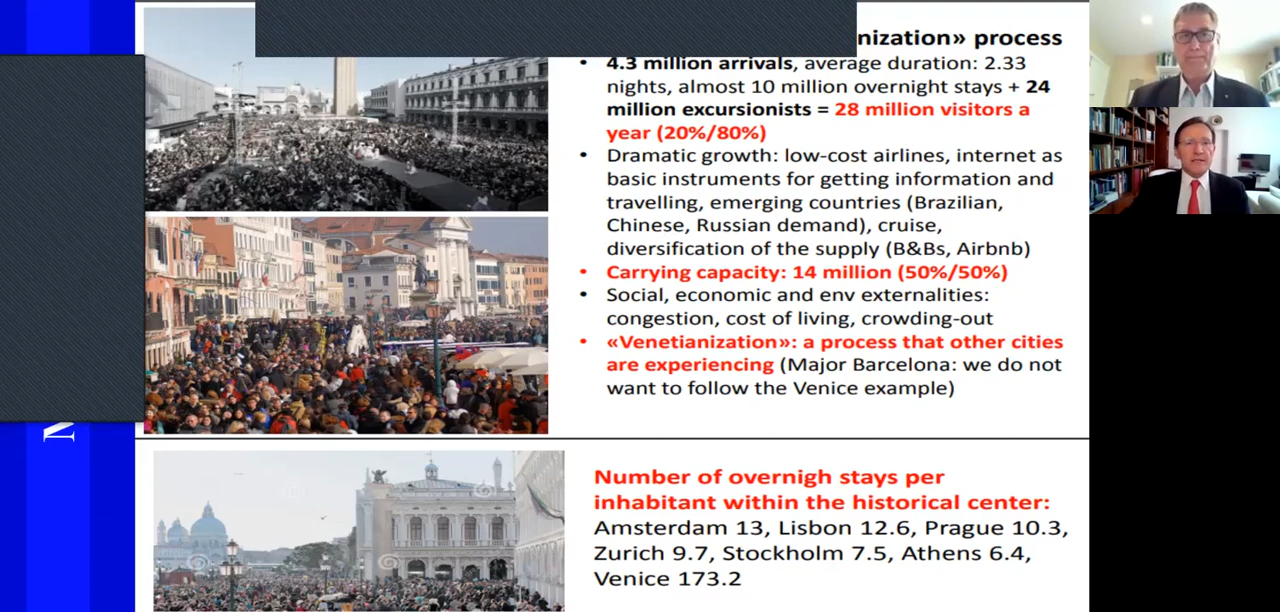 nization» process
• 4.3 million arrivals, average duration: 2.33
nights, almost 10 million overnight stays + 24
million excursionists = 28 million visitors a
year (20%/80%)
• Dramatic growth: low-cost airlines, internet as
basic instruments for getting information and
travelling, emerging countries (Brazilian,
Chinese, Russian demand), cruise,
diversification of the supply (B&Bs, Airbnb)
• Carrying capacity: 14 million (50%/50%)
• Social, economic and env externalities:
congestion, cost of living, crowding-out
• «Venetianization»: a process that other cities
are experiencing (Major Barcelona: we do not
want to follow the Venice example)
Number of overnigh stays per
inhabitant within the historical center:
Amsterdam 13, Lisbon 12.6, Prague 10.3,
Zurich 9.7, Stockholm 7.5, Athens 6.4,
Venice 173.2